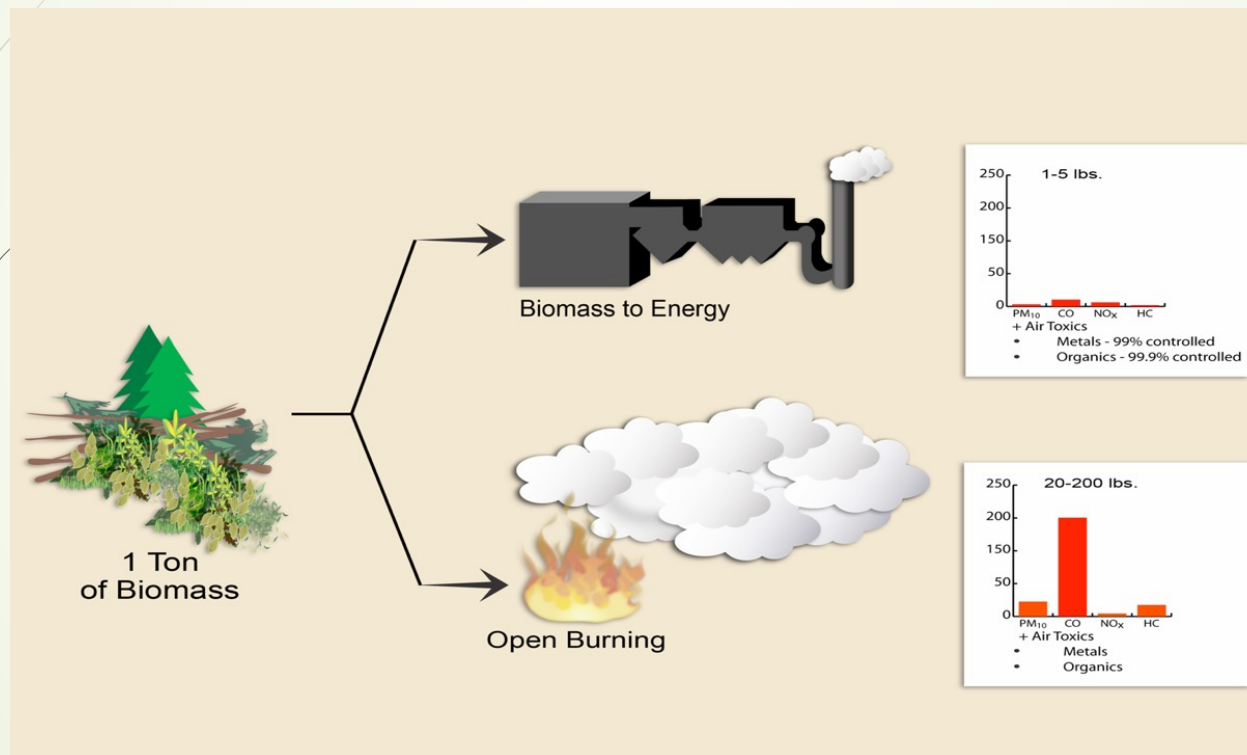 1 Ton
of Biomass
Biomass to Energy
Open Burning
1-5 lbs.
250
200
150
50
0
PM₁₀ CO NOₓ HC
+ Air Toxics
• Metals - 99% controlled
• Organics - 99.9% controlled
20-200 lbs.
250
200
150
50
0
PM₁₀ CO NOₓ HC
+ Air Toxics
• Metals
• Organics